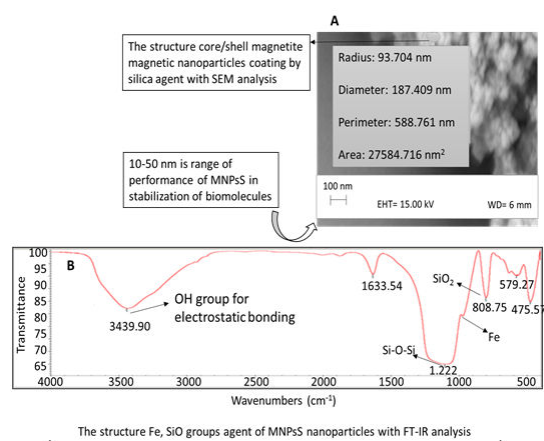 A
The structure core/shell magnetite
magnetic nanoparticles coating by
silica agent with SEM analysis
Radius: 93.704 nm
Diameter: 187.409 nm
Perimeter: 588.761 nm
Area: 27584.716 nm²
10-50 nm is range of
performance of MNPsS in
stabilization of biomolecules
100 nm
EHT= 15.00 kV
WD= 6 mm
B
Transmittance
100
95
90
85
80
75
70
65
OH group for
electrostatic bonding
3439.90
1633.54
SiO₂
579.27
808.75
475.57
Fe
Si-O-Si
1.222
4000 3500 3000 2500 2000 1500 1000 500
Wavenumbers (cm⁻¹)
The structure Fe, SiO groups agent of MNPsS nanoparticles with FT-IR analysis